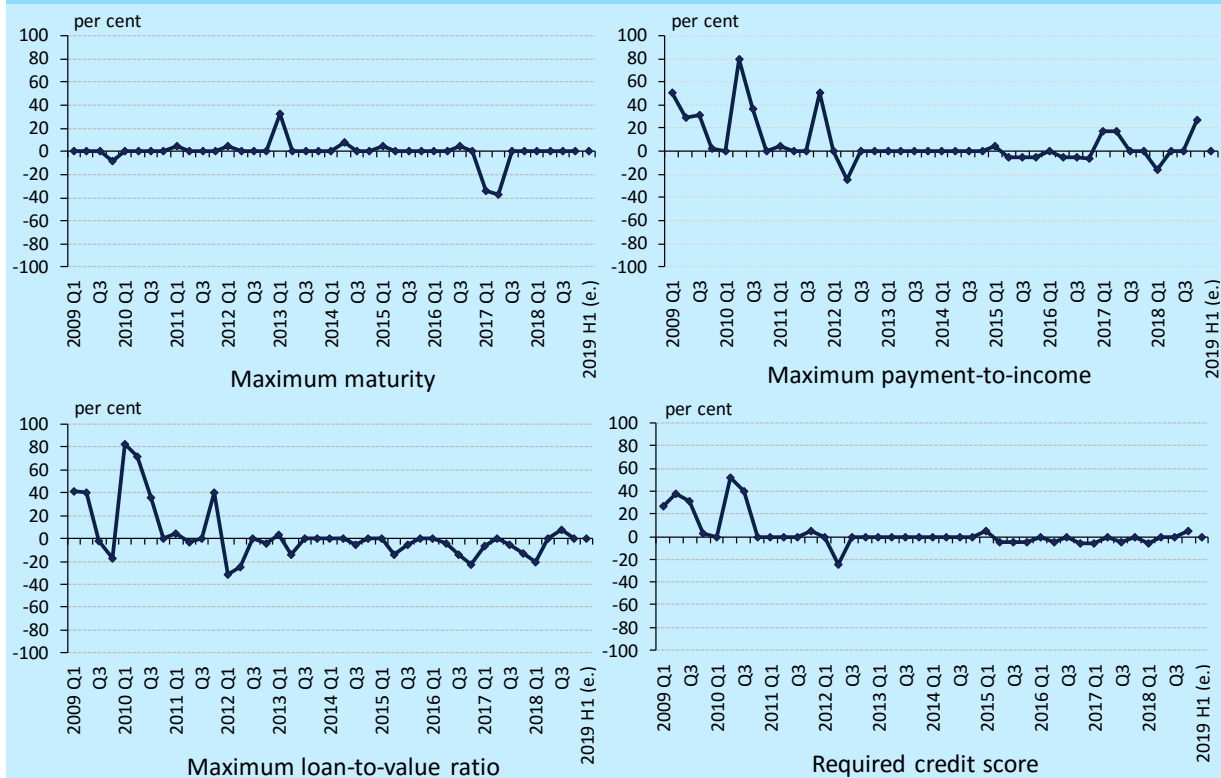 per cent
100
80
60
40
20
0
-20
-40
-60
-80
-100
2009 Q1
Q3
2010 Q1
Q3
2011 Q1
Q3
2012 Q1
Q3
2013 Q1
Q3
2014 Q1
Q3
2015 Q1
Q3
2016 Q1
Q3
2017 Q1
Q3
2018 Q1
Q3
2019 H1 (e.)
Maximum maturity
per cent
100
80
60
40
20
0
-20
-40
-60
-80
-100
2009 Q1
Q3
2010 Q1
Q3
2011 Q1
Q3
2012 Q1
Q3
2013 Q1
Q3
2014 Q1
Q3
2015 Q1
Q3
2016 Q1
Q3
2017 Q1
Q3
2018 Q1
Q3
2019 H1 (e.)
Maximum payment-to-income
per cent
100
80
60
40
20
0
-20
-40
-60
-80
-100
2009 Q1
Q3
2010 Q1
Q3
2011 Q1
Q3
2012 Q1
Q3
2013 Q1
Q3
2014 Q1
Q3
2015 Q1
Q3
2016 Q1
Q3
2017 Q1
Q3
2018 Q1
Q3
2019 H1 (e.)
Maximum loan-to-value ratio
per cent
100
80
60
40
20
0
-20
-40
-60
-80
-100
2009 Q1
Q3
2010 Q1
Q3
2011 Q1
Q3
2012 Q1
Q3
2013 Q1
Q3
2014 Q1
Q3
2015 Q1
Q3
2016 Q1
Q3
2017 Q1
Q3
2018 Q1
Q3
2019 H1 (e.)
Required credit score